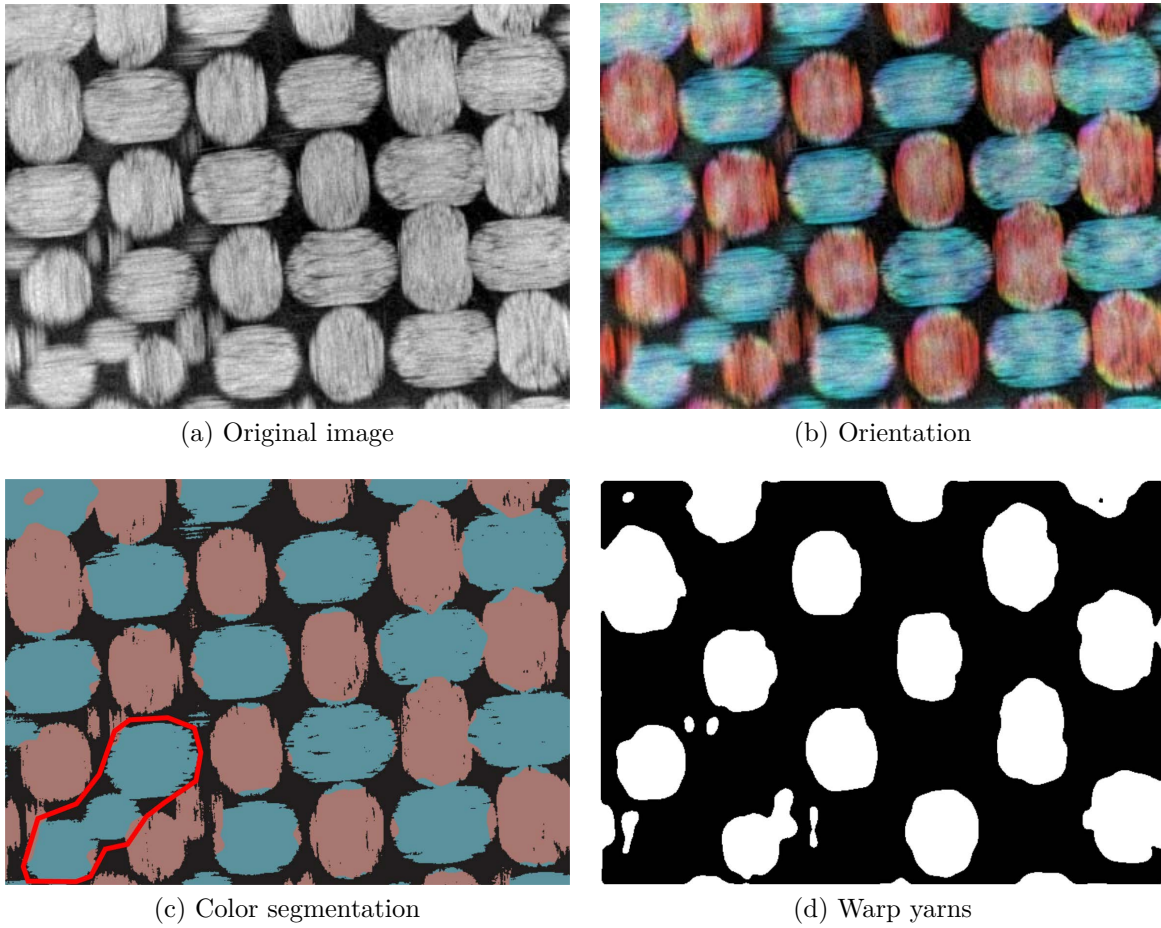 (a) Original image
(b) Orientation
(c) Color segmentation
(d) Warp yarns